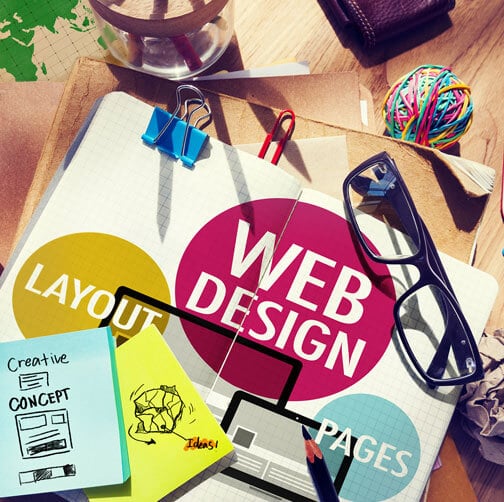 WEB
DESIGN
LAYOUT
PAGES
Creative
CONCEPT
Ideas!